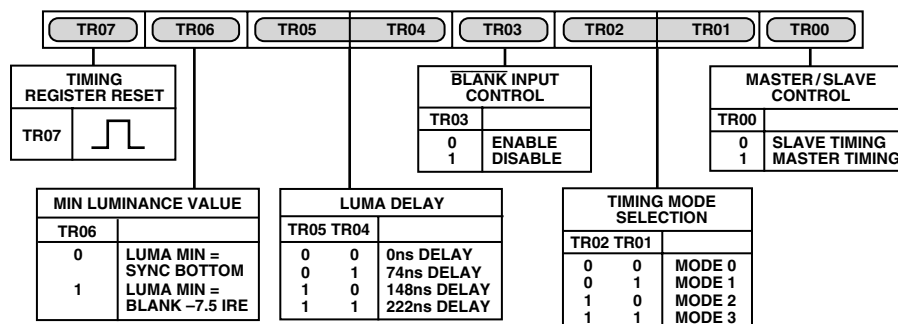 TR07 TR06 TR05 TR04 TR03 TR02 TR01 TR00
TIMING
REGISTER RESET
TR07
BLANK INPUT
CONTROL
TR03
0 ENABLE
1 DISABLE
MASTER/SLAVE
CONTROL
TR00
0 SLAVE TIMING
1 MASTER TIMING
MIN LUMINANCE VALUE
TR06
0 LUMA MIN =
SYNC BOTTOM
1 LUMA MIN =
BLANK –7.5 IRE
LUMA DELAY
TR05 TR04
0 0 0ns DELAY
0 1 74ns DELAY
1 0 148ns DELAY
1 1 222ns DELAY
TIMING MODE
SELECTION
TR02 TR01
0 0 MODE 0
0 1 MODE 1
1 0 MODE 2
1 1 MODE 3